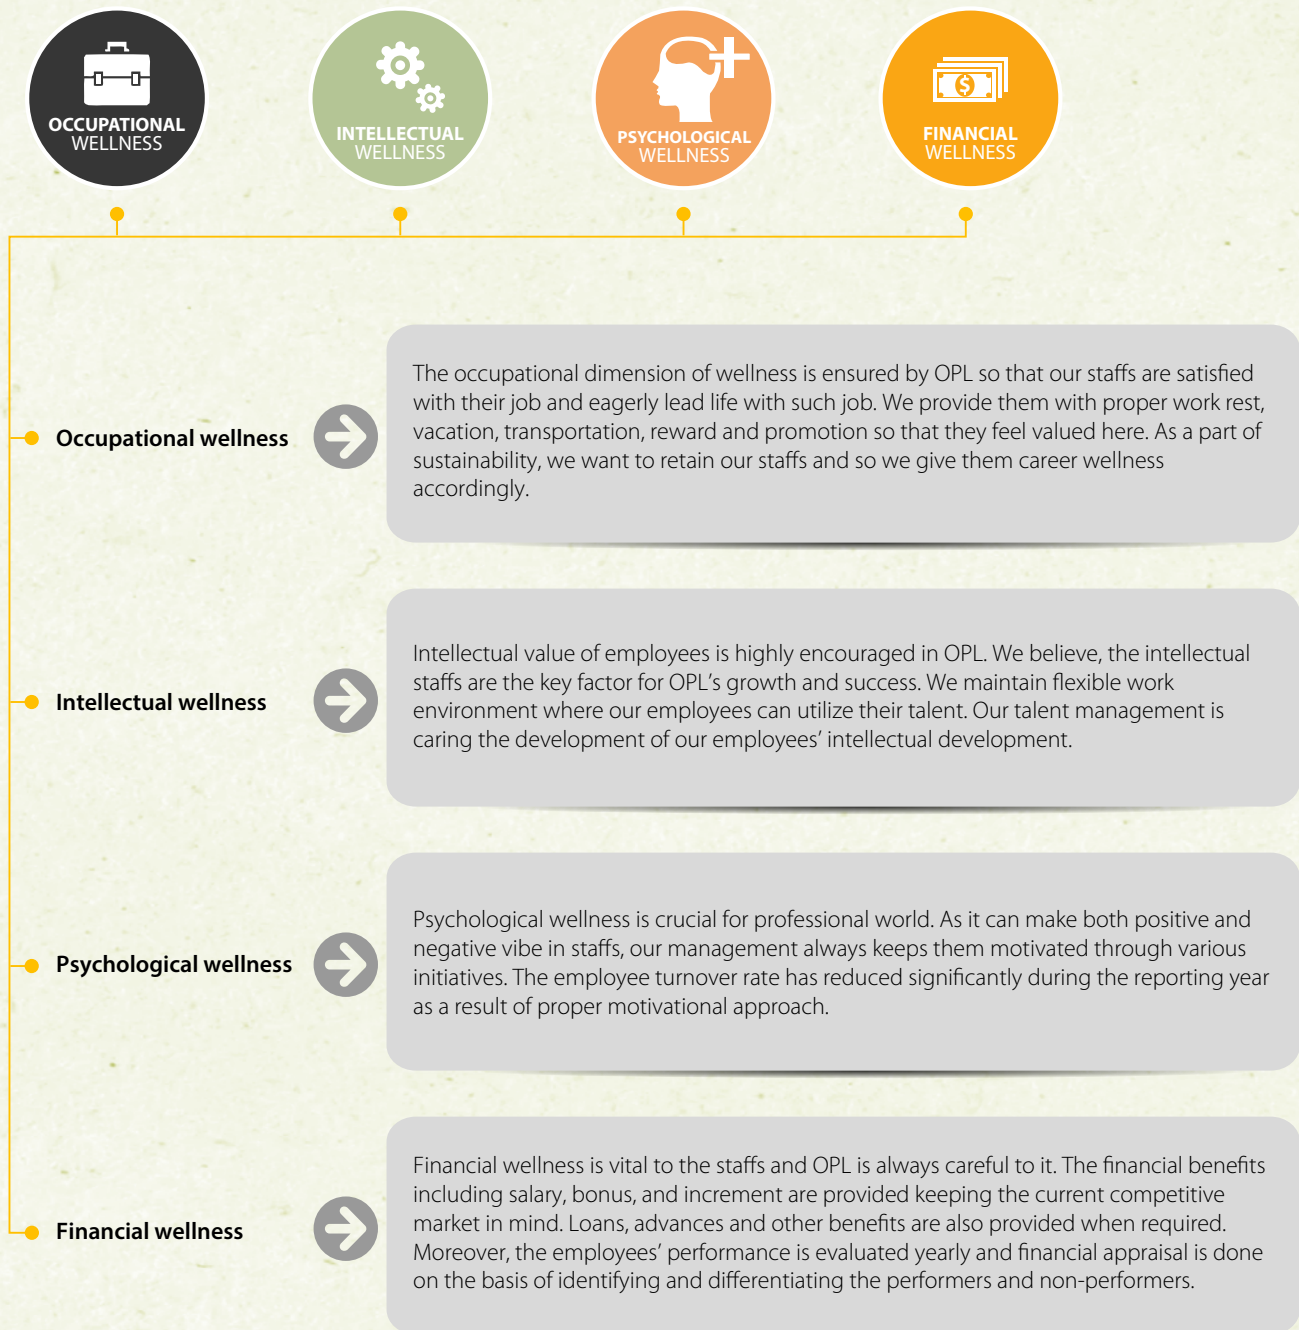 OCCUPATIONAL
WELLNESS
INTELLECTUAL
WELLNESS
PSYCHOLOGICAL
WELLNESS
$
FINANCIAL
WELLNESS
Occupational wellness
The occupational dimension of wellness is ensured by OPL so that our staffs are satisfied
with their job and eagerly lead life with such job. We provide them with proper work rest,
vacation, transportation, reward and promotion so that they feel valued here. As a part of
sustainability, we want to retain our staffs and so we give them career wellness
accordingly.
Intellectual wellness
Intellectual value of employees is highly encouraged in OPL. We believe, the intellectual
staffs are the key factor for OPL’s growth and success. We maintain flexible work
environment where our employees can utilize their talent. Our talent management is
caring the development of our employees’ intellectual development.
Psychological wellness
Psychological wellness is crucial for professional world. As it can make both positive and
negative vibe in staffs, our management always keeps them motivated through various
initiatives. The employee turnover rate has reduced significantly during the reporting year
as a result of proper motivational approach.
Financial wellness
Financial wellness is vital to the staffs and OPL is always careful to it. The financial benefits
including salary, bonus, and increment are provided keeping the current competitive
market in mind. Loans, advances and other benefits are also provided when required.
Moreover, the employees’ performance is evaluated yearly and financial appraisal is done
on the basis of identifying and differentiating the performers and non-performers.